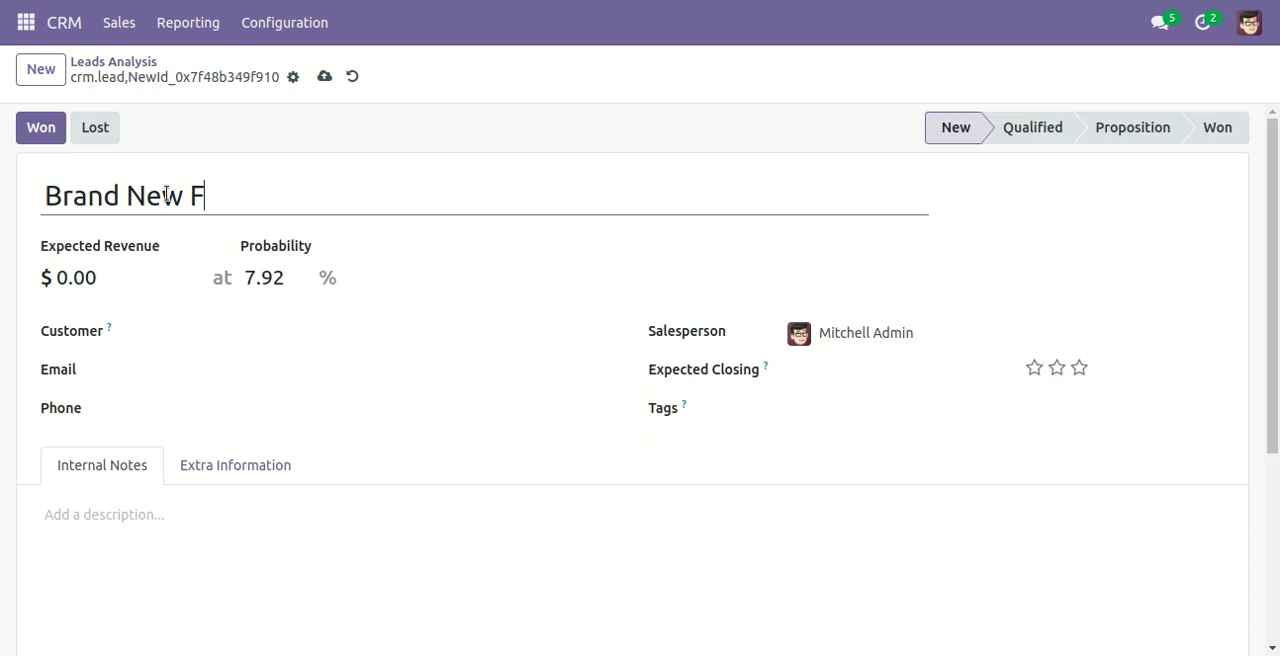 CRM Sales Reporting Configuration 5 2
New Leads Analysis
crm.lead,NewId_0x7f48b349f910
Won Lost New Qualified Proposition Won
Brand New F
Expected Revenue Probability
$ 0.00 at 7.92 %
Customer ? Salesperson Mitchell Admin
Email Expected Closing ?
Phone Tags ?
Internal Notes Extra Information
Add a description...